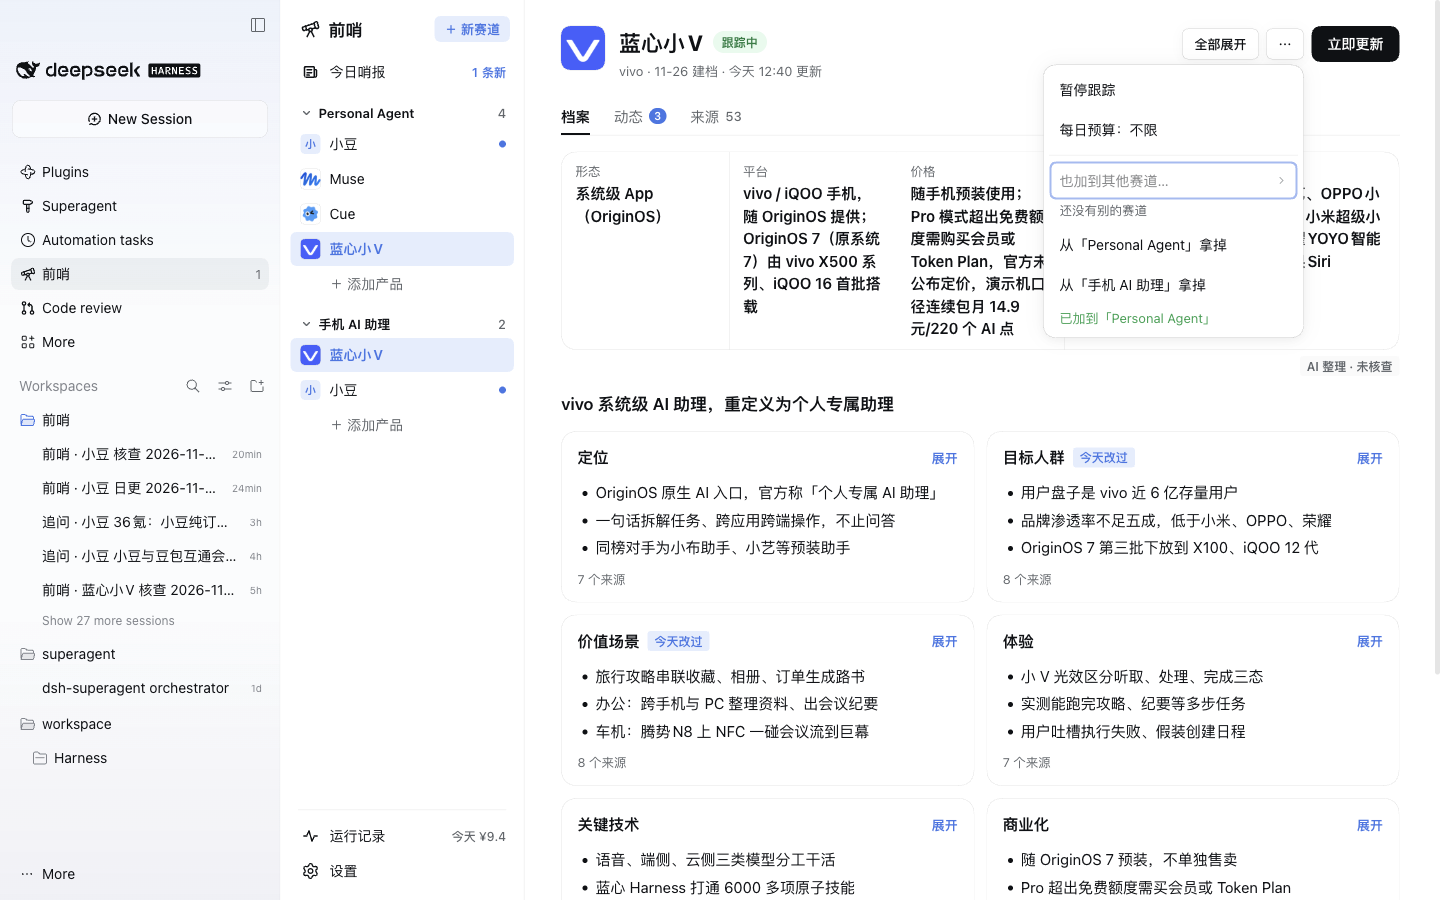 deepseek HARNESS
New Session
Plugins
Superagent
Automation tasks
前哨 1
Code review
More
Workspaces
前哨
前哨 · 小豆 核查 2026-11-... 20min
前哨 · 小豆 日更 2026-11-... 24min
追问 · 小豆 36氪：小豆纯订... 3h
追问 · 小豆 小豆与豆包互通会... 4h
前哨 · 蓝心小V 核查 2026-11... 5h
Show 27 more sessions
superagent
dsh-superagent orchestrator 1d
workspace
Harness
More
前哨
+ 新赛道
今日哨报 1 条新
Personal Agent 4
小 小豆
Muse
Cue
蓝心小V
+ 添加产品
手机 AI 助理 2
蓝心小V
小 小豆
+ 添加产品
运行记录 今天 ¥9.4
设置
蓝心小V 跟踪中
vivo · 11-26 建档 · 今天 12:40 更新
全部展开
...
立即更新
档案 动态 3 来源 53
暂停跟踪
每日预算：不限
也加到其他赛道...
还没有别的赛道
从「Personal Agent」拿掉
从「手机 AI 助理」拿掉
已加到「Personal Agent」
形态
系统级 App
（OriginOS）
平台
vivo / iQOO 手机，
随 OriginOS 提供；
OriginOS 7（原系统
7）由 vivo X500 系
列、iQOO 16 首批搭
载
价格
随手机预装使用；
Pro 模式超出免费额
度需购买会员或
Token Plan，官方未
公布定价，演示机口
径连续包月 14.9
元/220 个 AI 点
、OPPO小
小米超级小
YOYO智能
Siri
AI 整理 · 未核查
vivo 系统级 AI 助理，重定义为个人专属助理
定位 展开
• OriginOS 原生 AI 入口，官方称「个人专属 AI 助理」
• 一句话拆解任务、跨应用跨端操作，不止问答
• 同榜对手为小布助手、小艺等预装助手
7 个来源
目标人群 今天改过 展开
• 用户盘子是 vivo 近 6 亿存量用户
• 品牌渗透率不足五成，低于小米、OPPO、荣耀
• OriginOS 7 第三批下放到 X100、iQOO 12 代
8 个来源
价值场景 今天改过 展开
• 旅行攻略串联收藏、相册、订单生成路书
• 办公：跨手机与 PC 整理资料、出会议纪要
• 车机：腾势N8 上 NFC 一碰会议流到巨幕
8 个来源
体验 展开
• 小 V 光效区分听取、处理、完成三态
• 实测能跑完攻略、纪要等多步任务
• 用户吐槽执行失败、假装创建日程
7 个来源
关键技术 展开
• 语音、端侧、云侧三类模型分工干活
• 蓝心 Harness 打通 6000 多项原子技能
商业化 展开
• 随 OriginOS 7 预装，不单独售卖
• Pro 超出免费额度需买会员或 Token Plan